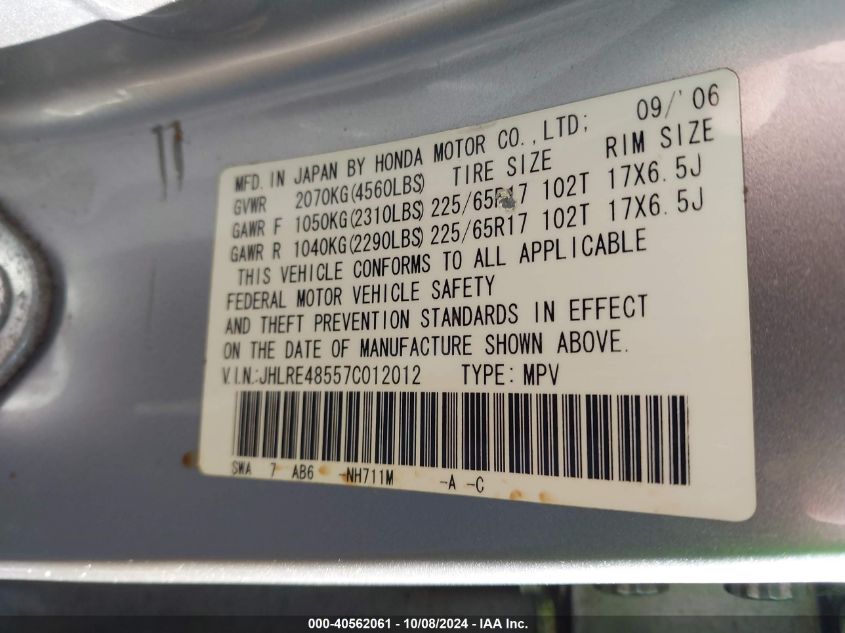 MFD. IN JAPAN BY HONDA MOTOR CO.,LTD; 09/'06
GVWR 2070KG(4560LBS) TIRE SIZE RIM SIZE
GAWR F 1050KG(2310LBS) 225/65R17 102T 17X6.5J
GAWR R 1040KG(2290LBS) 225/65R17 102T 17X6.5J
THIS VEHICLE CONFORMS TO ALL APPLICABLE
FEDERAL MOTOR VEHICLE SAFETY
AND THEFT PREVENTION STANDARDS IN EFFECT
ON THE DATE OF MANUFACTURE SHOWN ABOVE.
V.I.N.:JHLRE48557C012012 TYPE: MPV
SWA 7 AB6 -NH711M -A -C
000-40562061 - 10/08/2024 - IAA Inc.